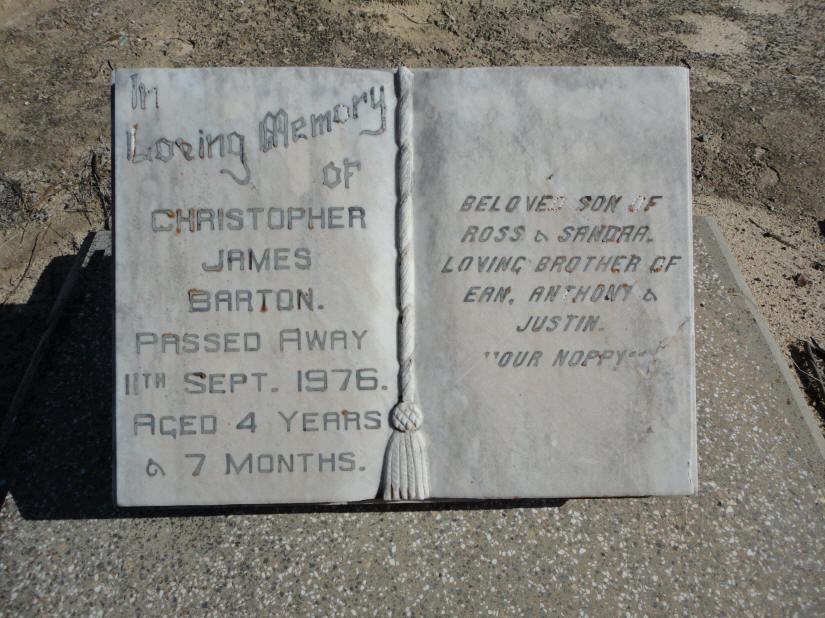 In
Loving Memory
of
CHRISTOPHER
JAMES
BARTON.
PASSED AWAY
11TH SEPT. 1976.
AGED 4 YEARS
& 7 MONTHS.
BELOVED SON OF
ROSS & SANDRA.
LOVING BROTHER OF
EAN, ANTHONY &
JUSTIN.
"OUR NOPPY"